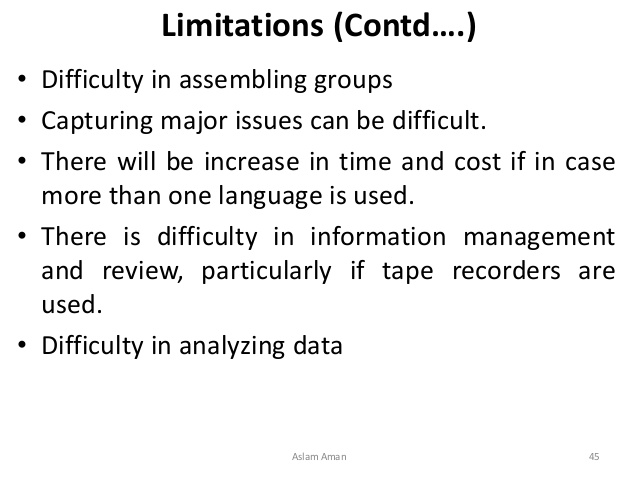 Limitations (Contd….)
• Difficulty in assembling groups
• Capturing major issues can be difficult.
• There will be increase in time and cost if in case
more than one language is used.
• There is difficulty in information management
and review, particularly if tape recorders are
used.
• Difficulty in analyzing data
Aslam Aman 45